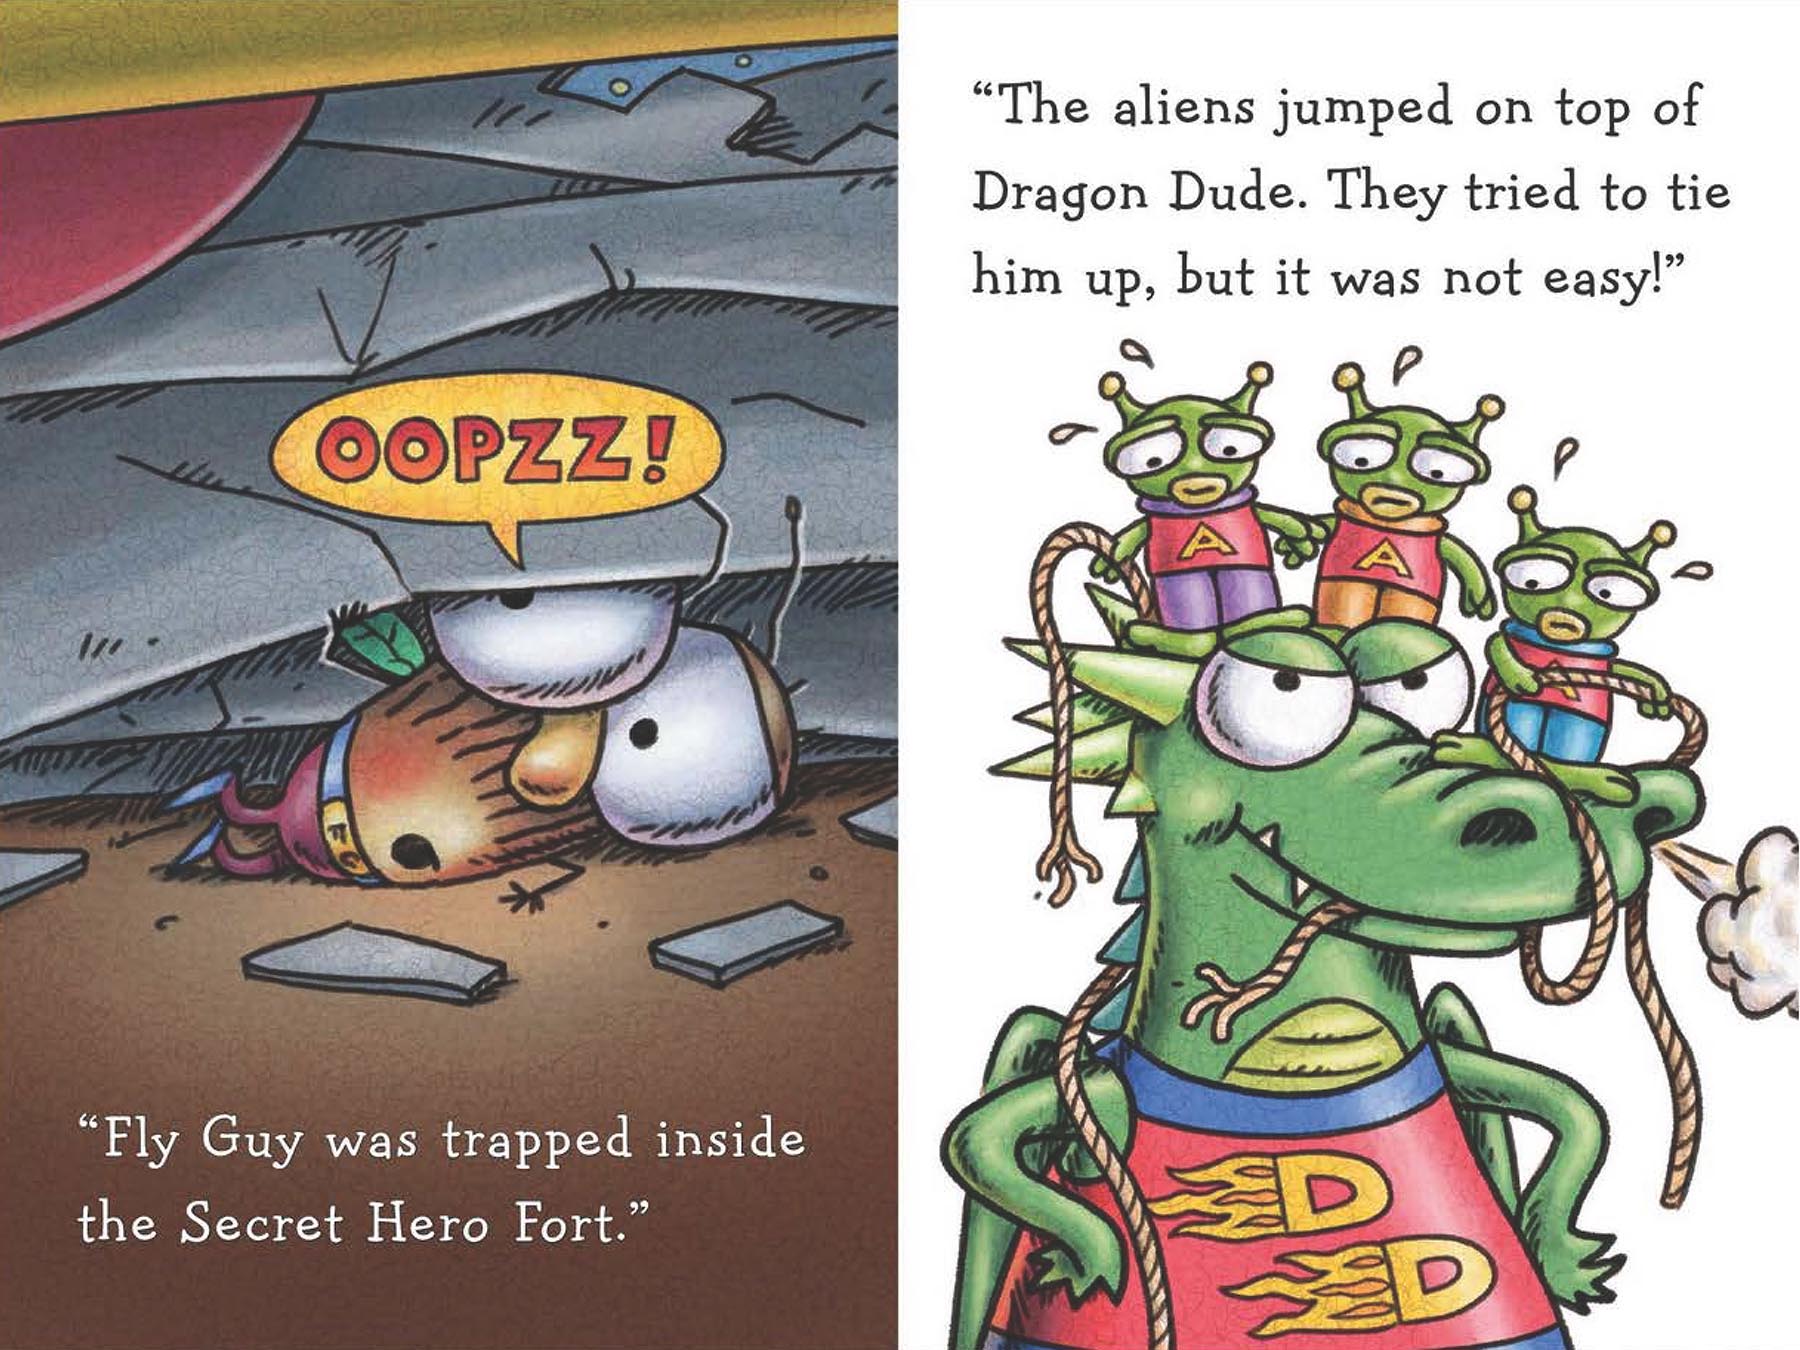 OOPZZ!
FG
“Fly Guy was trapped inside
the Secret Hero Fort.”
“The aliens jumped on top of
Dragon Dude. They tried to tie
him up, but it was not easy!”
A
A
A
D
D